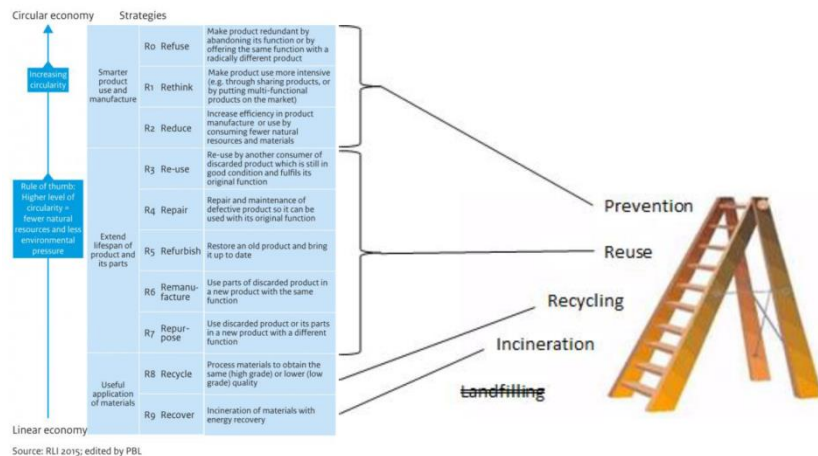 Circular economy
Strategies
Increasing
circularity
Rule of thumb:
Higher level of
circularity =
fewer natural
resources and less
environmental
pressure
Linear economy
Smarter
product
use and
manufacture
R0 Refuse
Make product redundant by
abandoning its function or by
offering the same function with a
radically different product
R1 Rethink
Make product use more intensive
(e.g. through sharing products, or
by putting multi-functional
products on the market)
R2 Reduce
Increase efficiency in product
manufacture or use by
consuming fewer natural
resources and materials
Extend
lifespan of
product and
its parts
R3 Re-use
Re-use by another consumer of
discarded product which is still in
good condition and fulfils its
original function
R4 Repair
Repair and maintenance of
defective product so it can be
used with its original function
R5 Refurbish
Restore an old product and bring
it up to date
R6 Remanu-
facture
Use parts of discarded product in
a new product with the same
function
R7 Repur-
pose
Use discarded product or its parts
in a new product with a different
function
Useful
application
of materials
R8 Recycle
Process materials to obtain the
same (high grade) or lower (low
grade) quality
R9 Recover
Incineration of materials with
energy recovery
Prevention
Reuse
Recycling
Incineration
Landfilling
Source: RLI 2015; edited by PBL